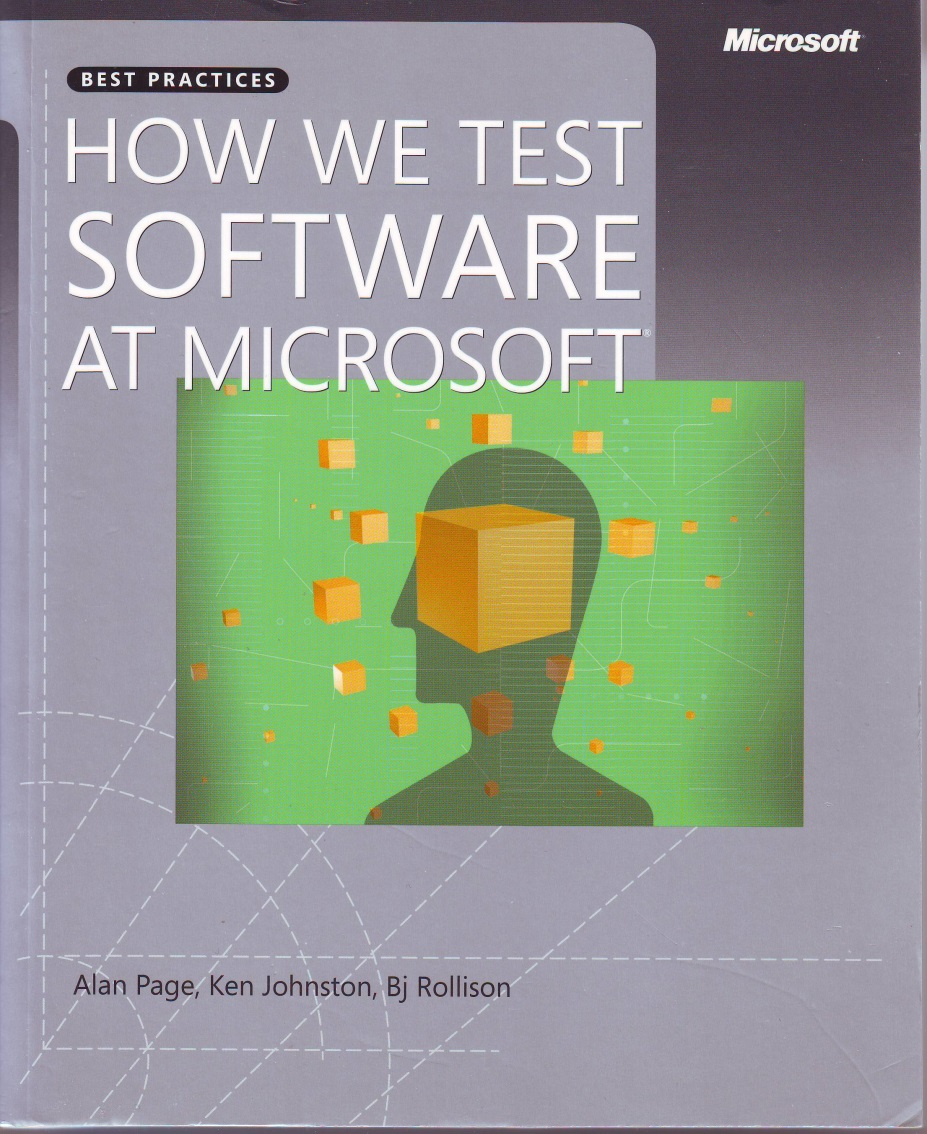 Microsoft
BEST PRACTICES
HOW WE TEST
SOFTWARE
AT MICROSOFT®
Alan Page, Ken Johnston, Bj Rollison